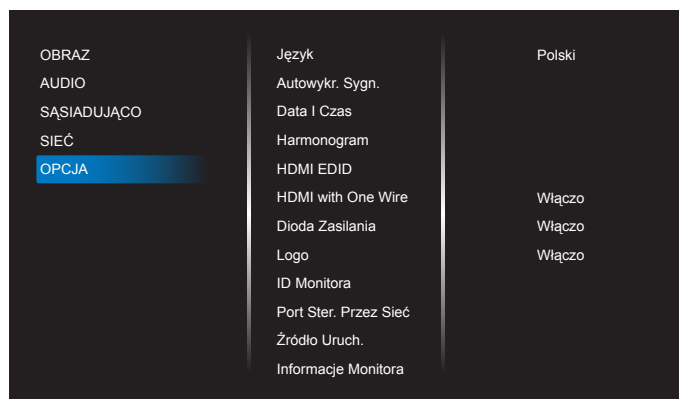 OBRAZ
AUDIO
SĄSIADUJĄCO
SIEĆ
OPCJA
Język Polski
Autowykr. Sygn.
Data I Czas
Harmonogram
HDMI EDID
HDMI with One Wire Włączo
Dioda Zasilania Włączo
Logo Włączo
ID Monitora
Port Ster. Przez Sieć
Źródło Uruch.
Informacje Monitora